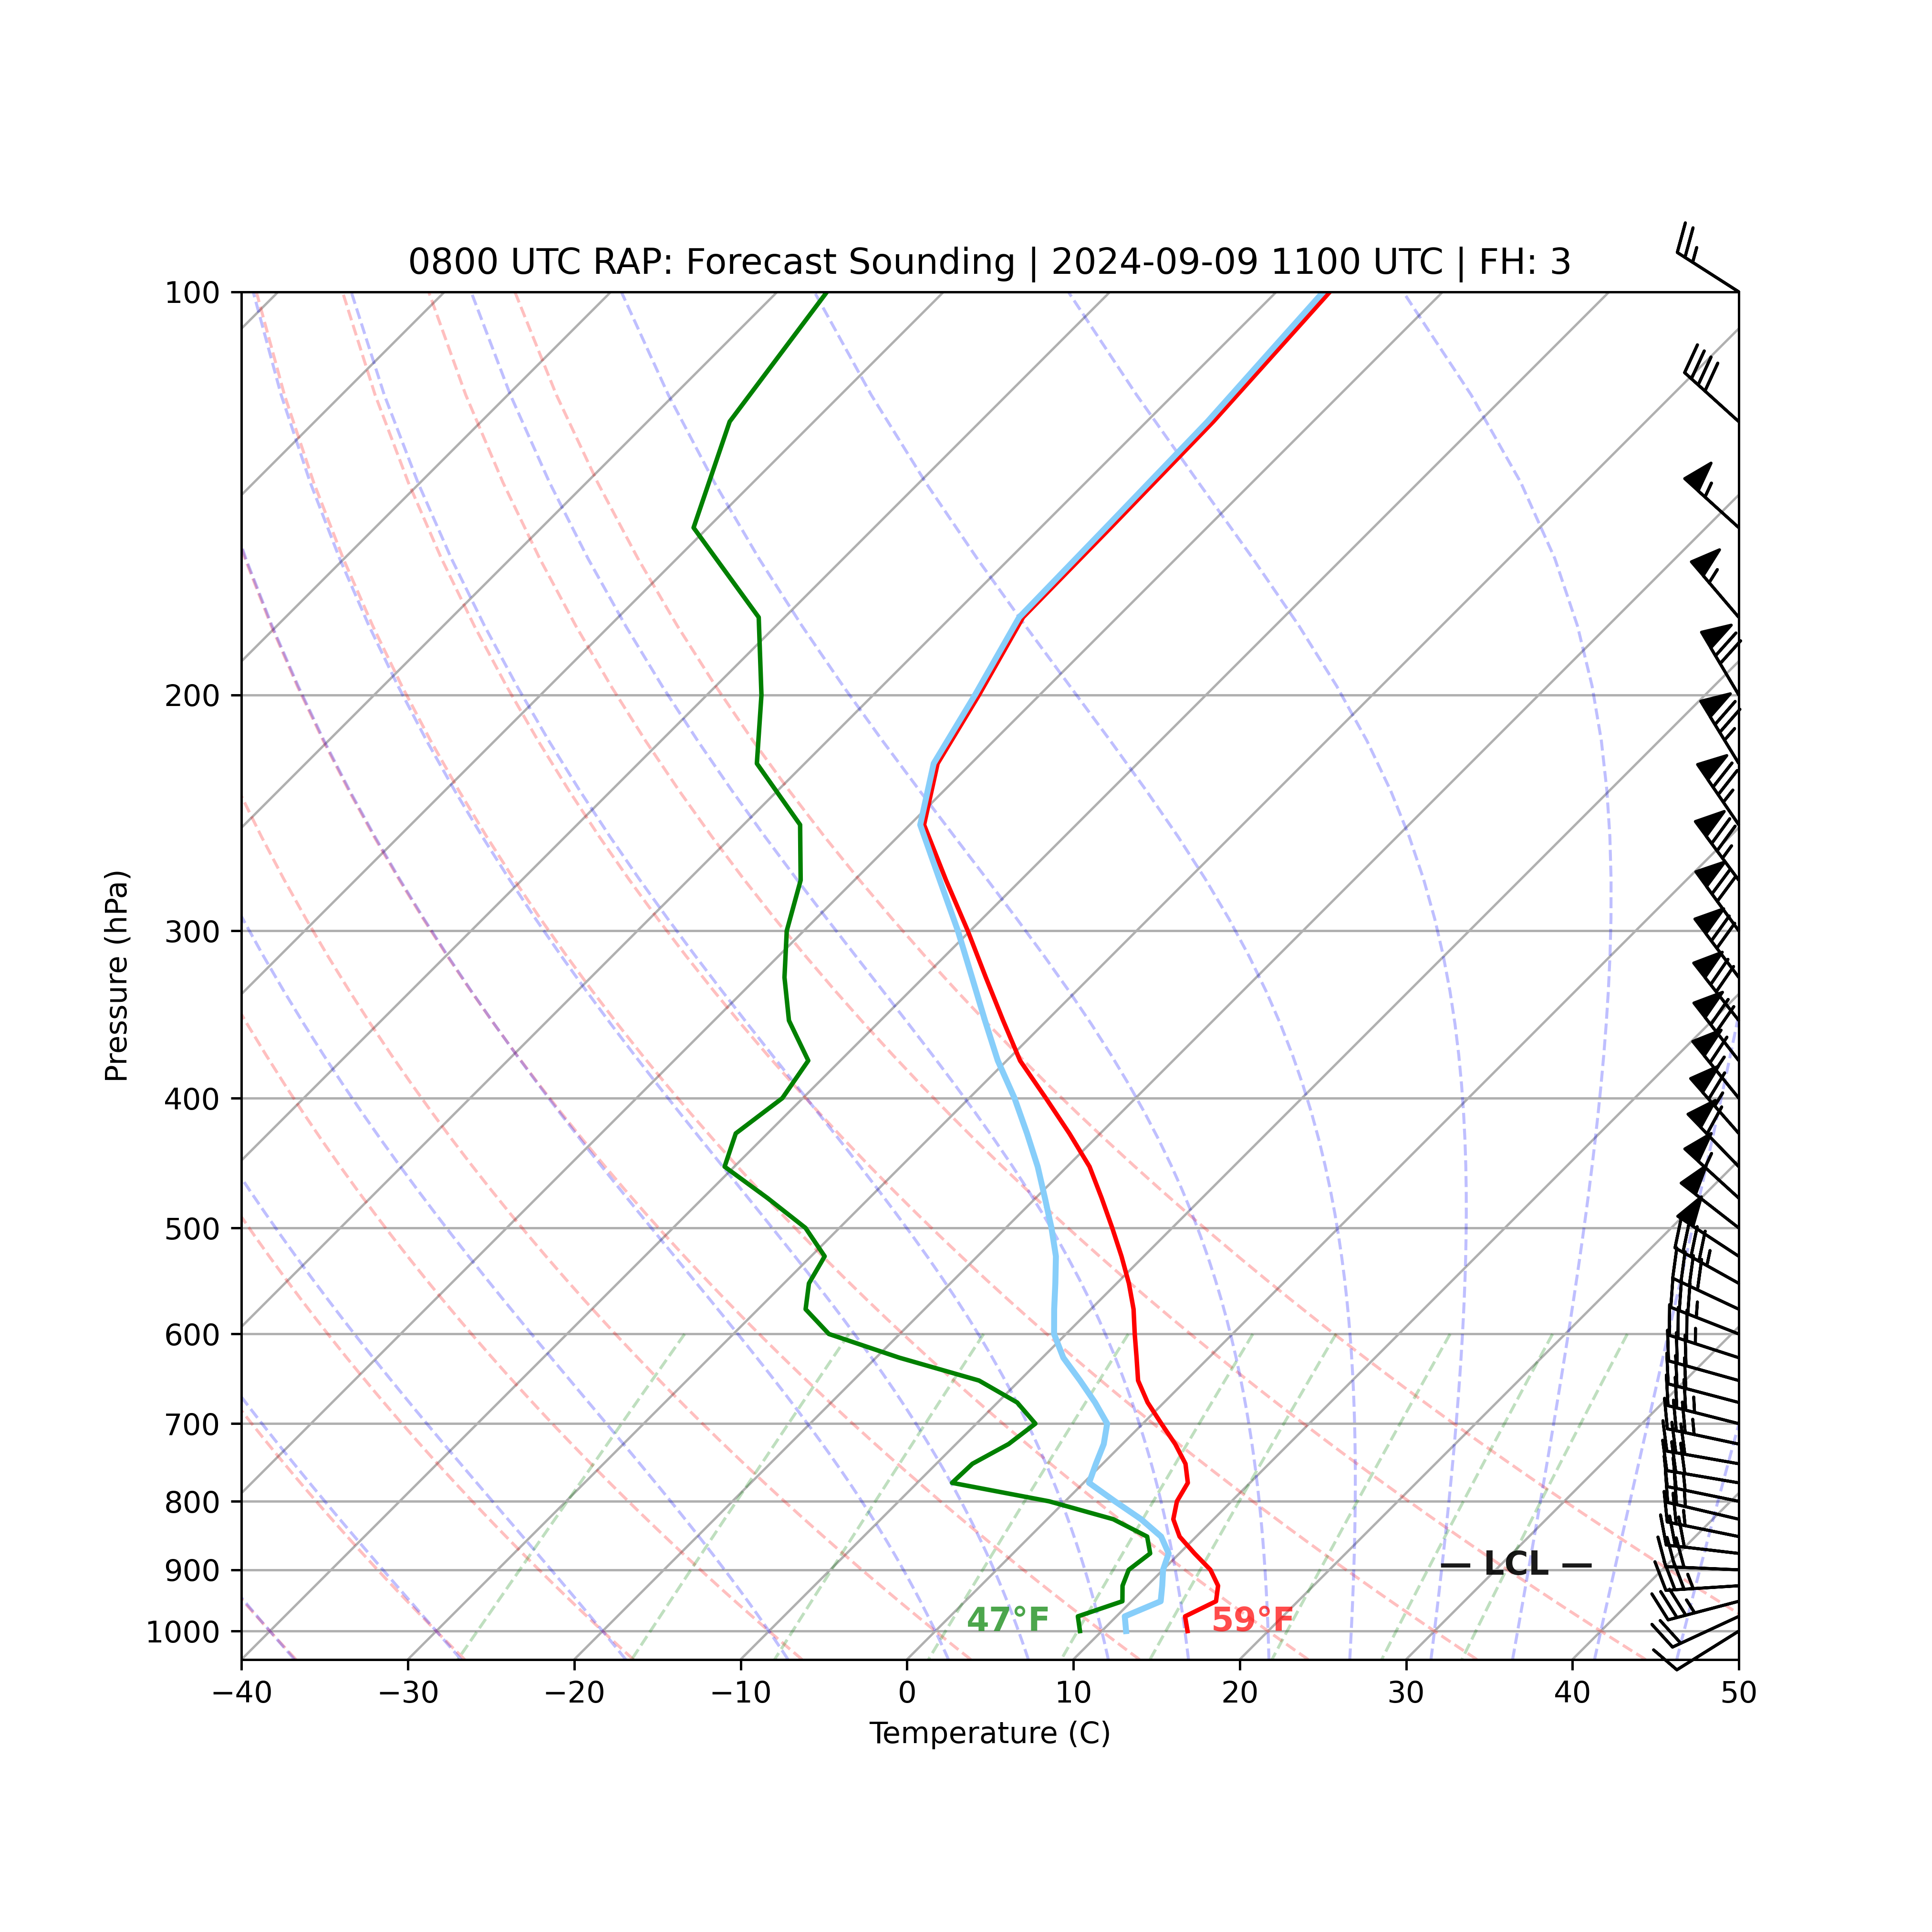 0800 UTC RAP: Forecast Sounding | 2024-09-09 1100 UTC | FH: 3
100
200
300
400
500
600
700
800
900
1000
Pressure (hPa)
— LCL —
47°F
59°F
−40 −30 −20 −10 0 10 20 30 40 50
Temperature (C)